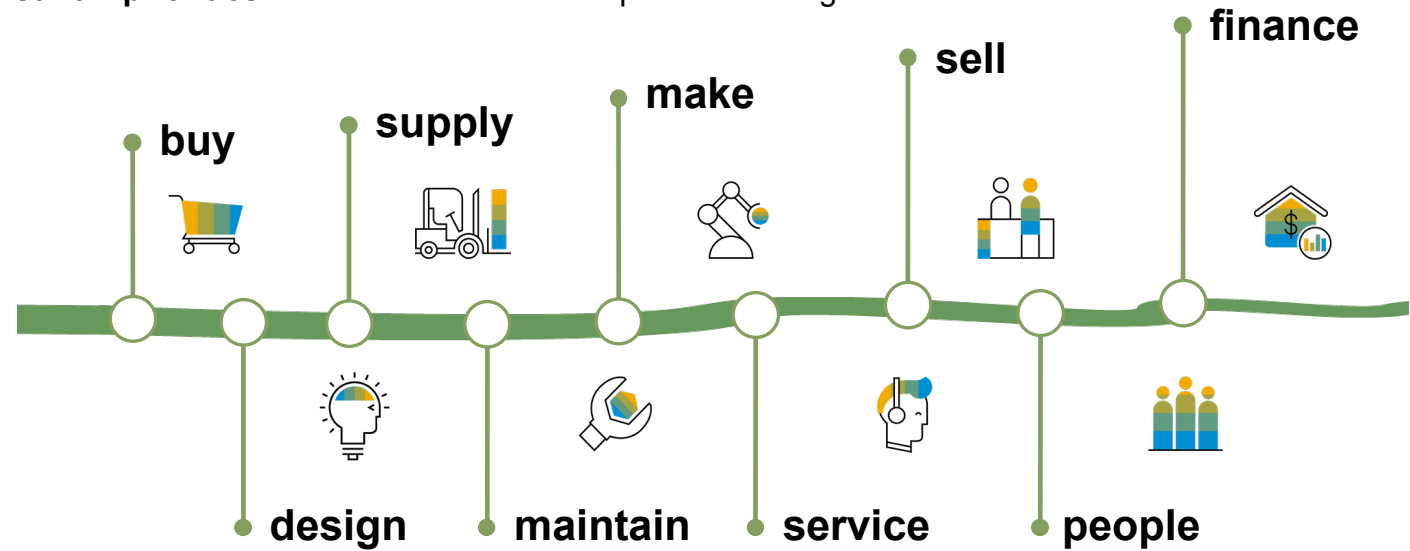 finance
sell
make
supply
buy
$
design
maintain
service
people